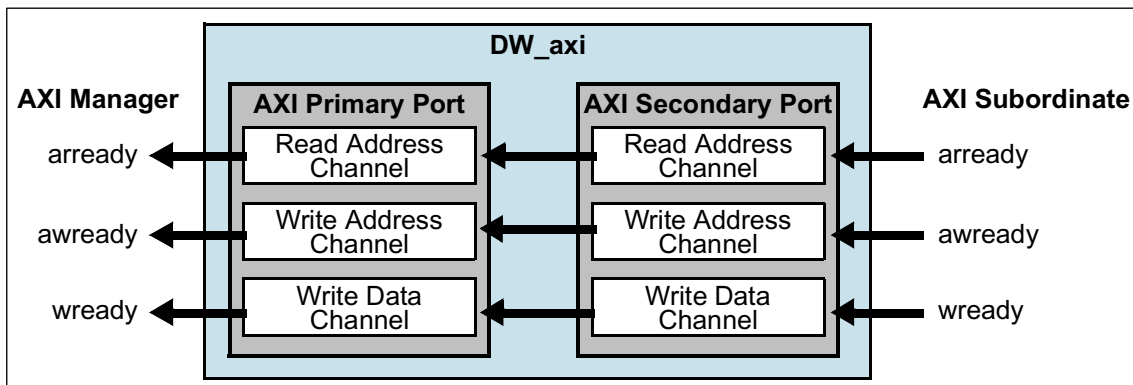 DW_axi
AXI Manager
AXI Primary Port
AXI Secondary Port
AXI Subordinate
arready
Read Address
Channel
Read Address
Channel
arready
awready
Write Address
Channel
Write Address
Channel
awready
wready
Write Data
Channel
Write Data
Channel
wready